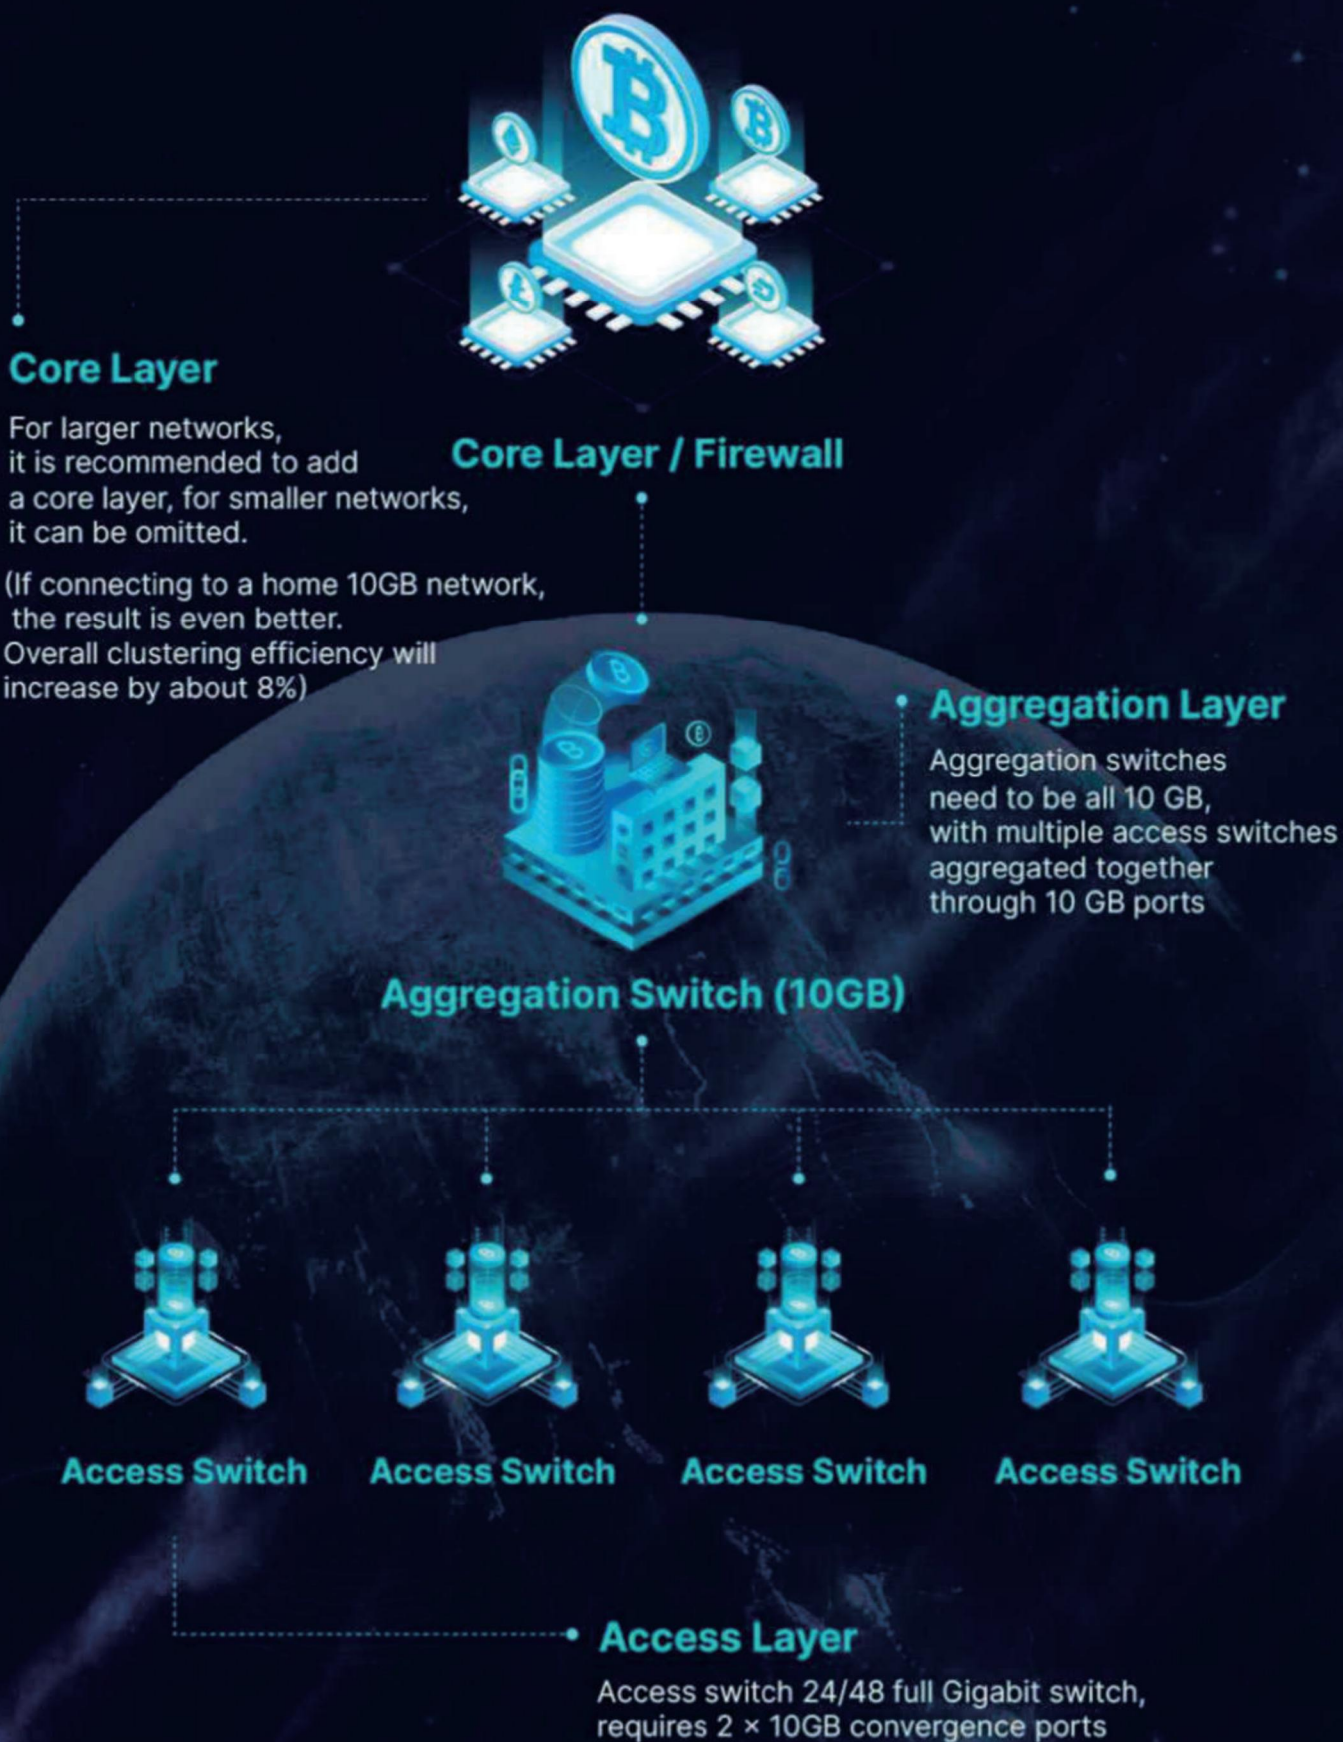 Core Layer
For larger networks,
it is recommended to add
a core layer, for smaller networks,
it can be omitted.
(If connecting to a home 10GB network,
the result is even better.
Overall clustering efficiency will
increase by about 8%)
Core Layer / Firewall
Aggregation Layer
Aggregation switches
need to be all 10 GB,
with multiple access switches
aggregated together
through 10 GB ports
Aggregation Switch (10GB)
Access Switch
Access Switch
Access Switch
Access Switch
Access Layer
Access switch 24/48 full Gigabit switch,
requires 2 × 10GB convergence ports